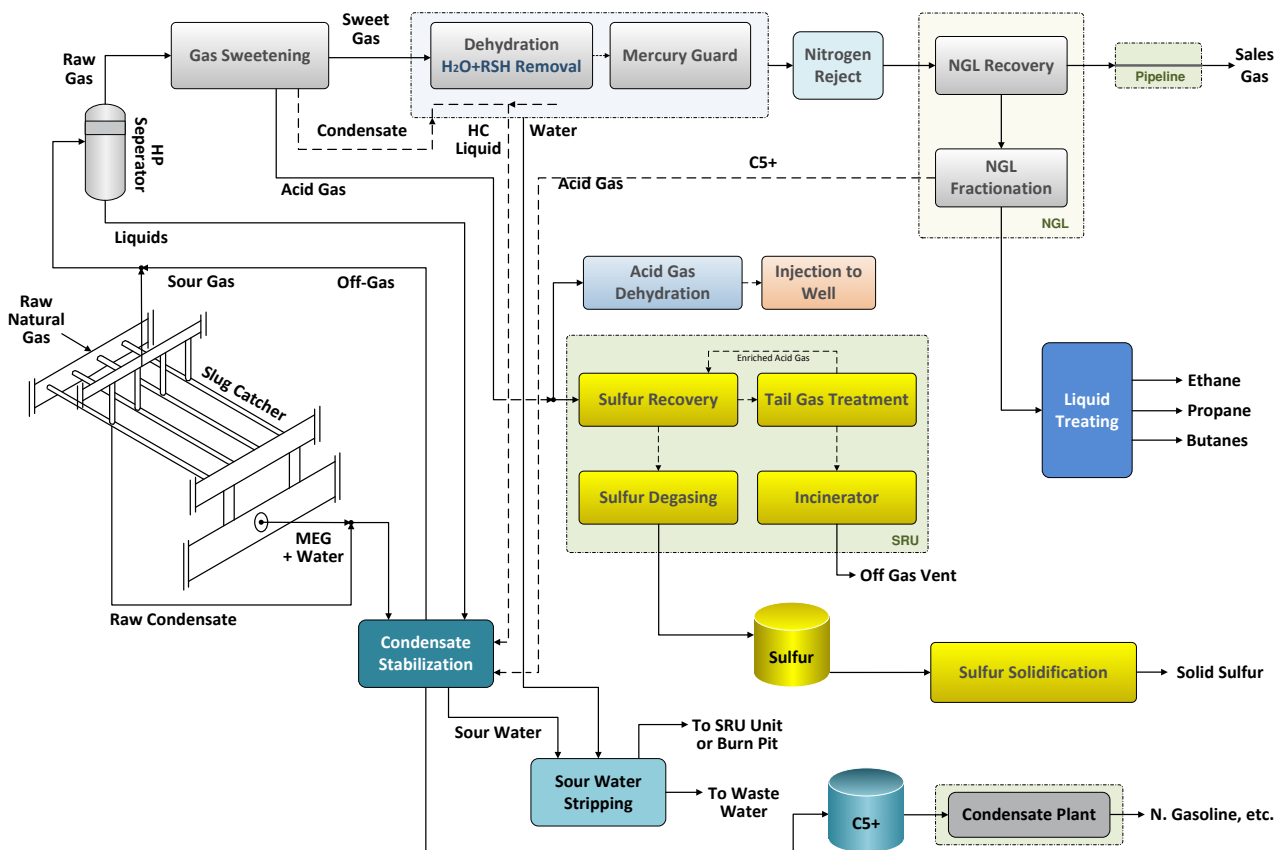 Raw
Gas
Gas Sweetening
Sweet
Gas
Dehydration
H₂O+RSH Removal
Mercury Guard
Nitrogen
Reject
NGL Recovery
Pipeline
Sales
Gas
HP
Seperator
Condensate
HC
Liquid
Water
C5+
Acid Gas
Acid Gas
NGL
Fractionation
NGL
Liquids
Sour Gas
Off-Gas
Acid Gas
Dehydration
Injection to
Well
Raw
Natural
Gas
Slug Catcher
Enriched Acid Gas
Sulfur Recovery
Tail Gas Treatment
Sulfur Degasing
Incinerator
SRU
Liquid
Treating
Ethane
Propane
Butanes
MEG
+ Water
Off Gas Vent
Raw Condensate
Condensate
Stabilization
Sulfur
Sulfur Solidification
Solid Sulfur
Sour Water
To SRU Unit
or Burn Pit
Sour Water
Stripping
To Waste
Water
C5+
Condensate Plant
N. Gasoline, etc.